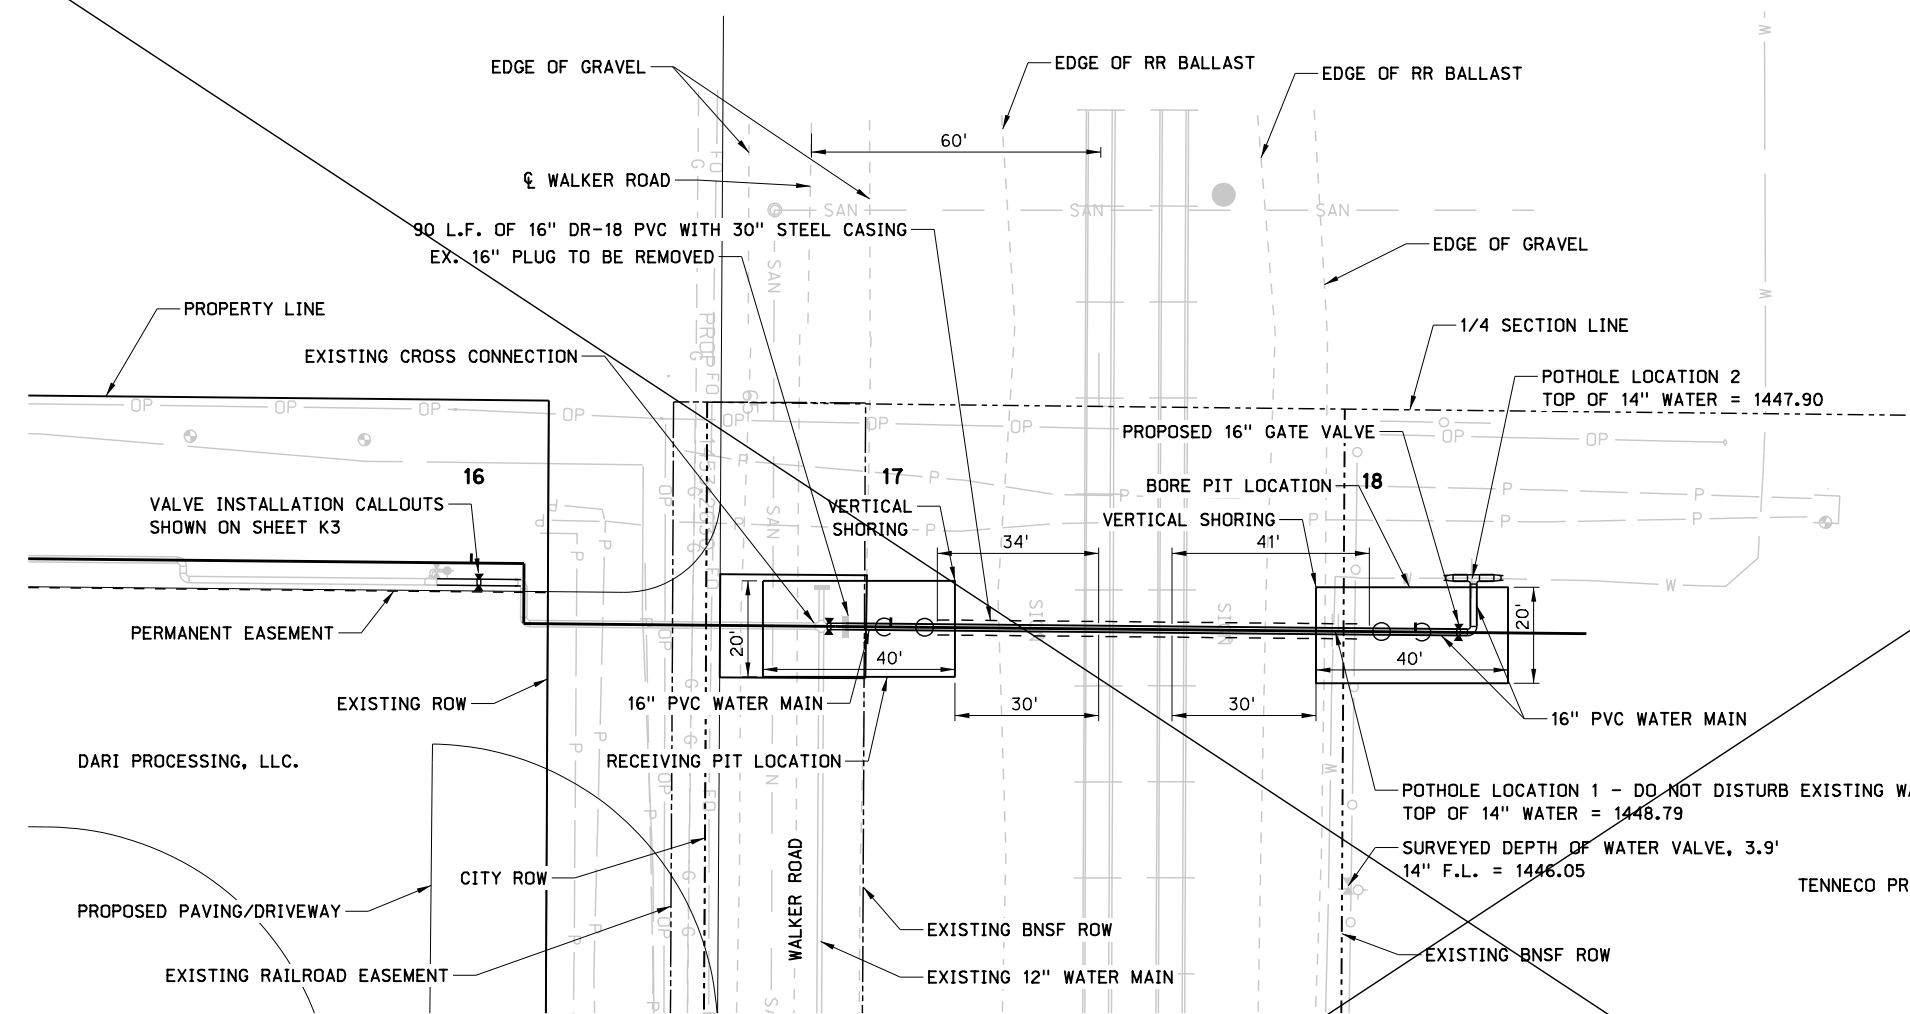 EDGE OF GRAVEL
EDGE OF RR BALLAST
EDGE OF RR BALLAST
60'
℄ WALKER ROAD
SAN
SAN
SAN
90 L.F. OF 16" DR-18 PVC WITH 30" STEEL CASING
EX. 16" PLUG TO BE REMOVED
EDGE OF GRAVEL
PROPERTY LINE
1/4 SECTION LINE
EXISTING CROSS CONNECTION
POTHOLE LOCATION 2
TOP OF 14" WATER = 1447.90
OP
OP
OP
OP
OP
OP
OP
OP
OP
PROPOSED 16" GATE VALVE
16
17
18
BORE PIT LOCATION
VALVE INSTALLATION CALLOUTS
SHOWN ON SHEET K3
VERTICAL
SHORING
VERTICAL SHORING
34'
41'
PERMANENT EASEMENT
20'
40'
40'
20'
EXISTING ROW
16" PVC WATER MAIN
30'
30'
16" PVC WATER MAIN
DARI PROCESSING, LLC.
RECEIVING PIT LOCATION
POTHOLE LOCATION 1 - DO NOT DISTURB EXISTING WA
TOP OF 14" WATER = 1448.79
SURVEYED DEPTH OF WATER VALVE, 3.9'
14" F.L. = 1446.05
CITY ROW
WALKER ROAD
TENNECO PR
PROPOSED PAVING/DRIVEWAY
EXISTING BNSF ROW
EXISTING BNSF ROW
EXISTING RAILROAD EASEMENT
EXISTING 12" WATER MAIN